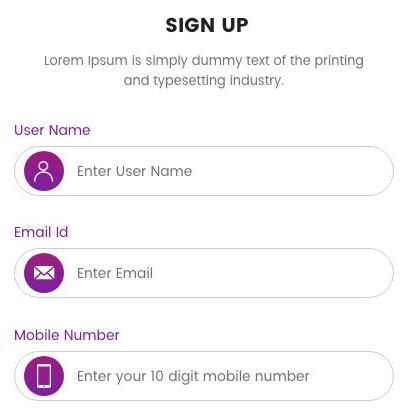 SIGN UP
Lorem Ipsum is simply dummy text of the printing
and typesetting industry.
User Name
Enter User Name
Email Id
Enter Email
Mobile Number
Enter your 10 digit mobile number